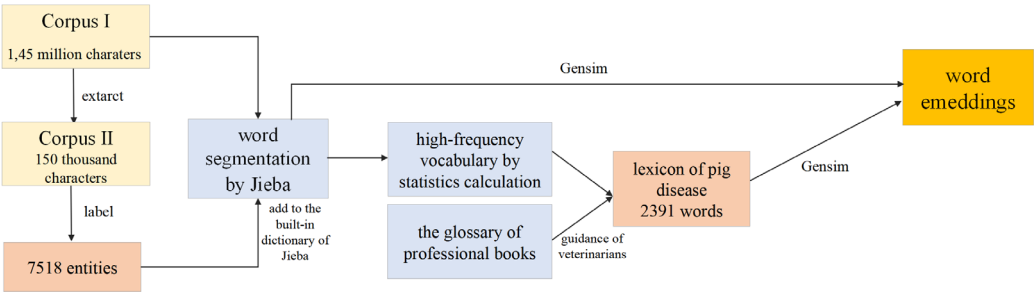 Corpus I
1,45 million charaters
extarct
Corpus II
150 thousand
characters
label
7518 entities
word
segmentation
by Jieba
add to the
built-in
dictionary of
Jieba
high-frequency
vocabulary by
statistics calculation
the glossary of
professional books
guidance of
veterinarians
lexicon of pig
disease
2391 words
Gensim
Gensim
word
emeddings